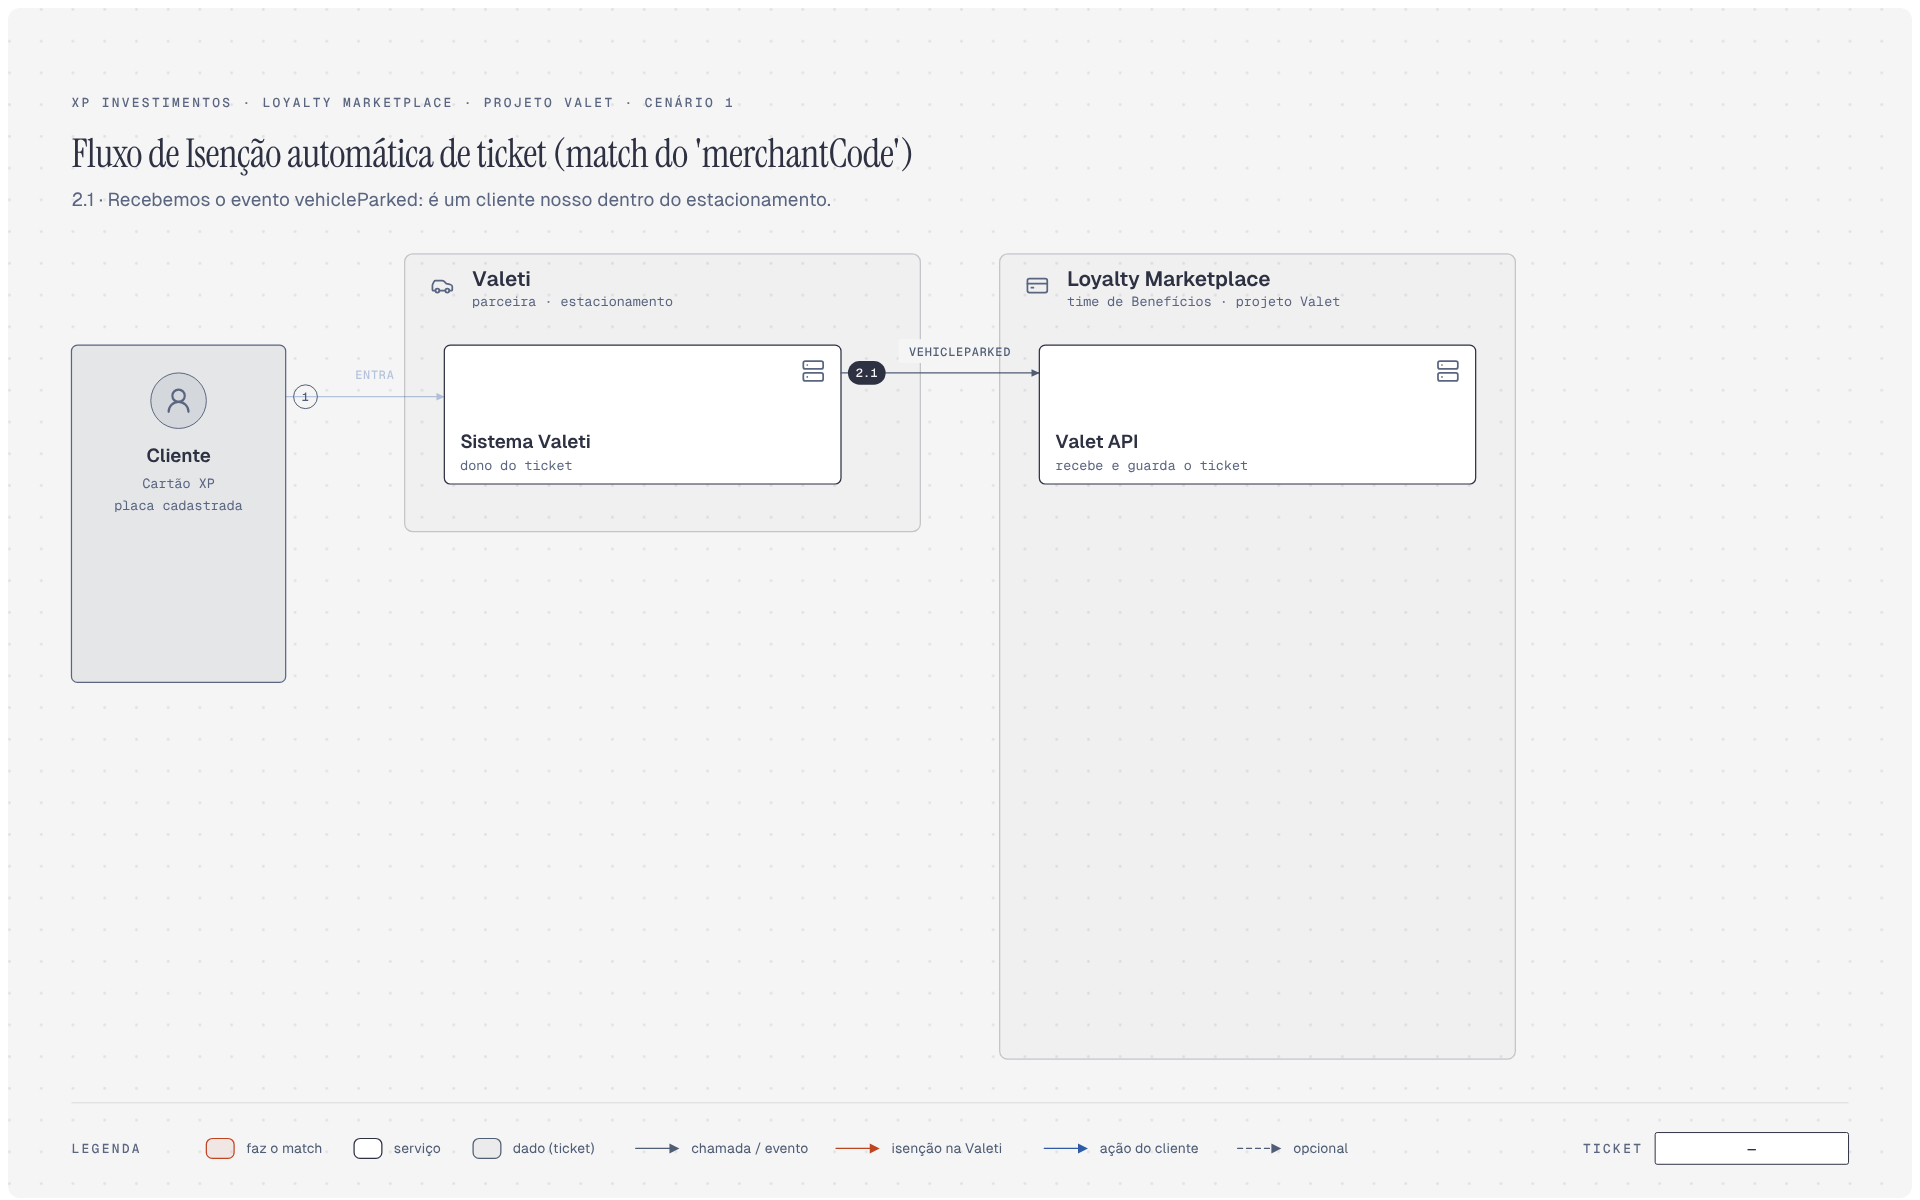 XP INVESTIMENTOS · LOYALTY MARKETPLACE · PROJETO VALET · CENÁRIO 1
Fluxo de Isenção automática de ticket (match do 'merchantCode')
2.1 · Recebemos o evento vehicleParked: é um cliente nosso dentro do estacionamento.
Valeti
parceira · estacionamento
Loyalty Marketplace
time de Benefícios · projeto Valet
Cliente
Cartão XP
placa cadastrada
1
ENTRA
Sistema Valeti
dono do ticket
2.1
VEHICLEPARKED
Valet API
recebe e guarda o ticket
LEGENDA
faz o match
serviço
dado (ticket)
chamada / evento
isenção na Valeti
ação do cliente
opcional
TICKET
—